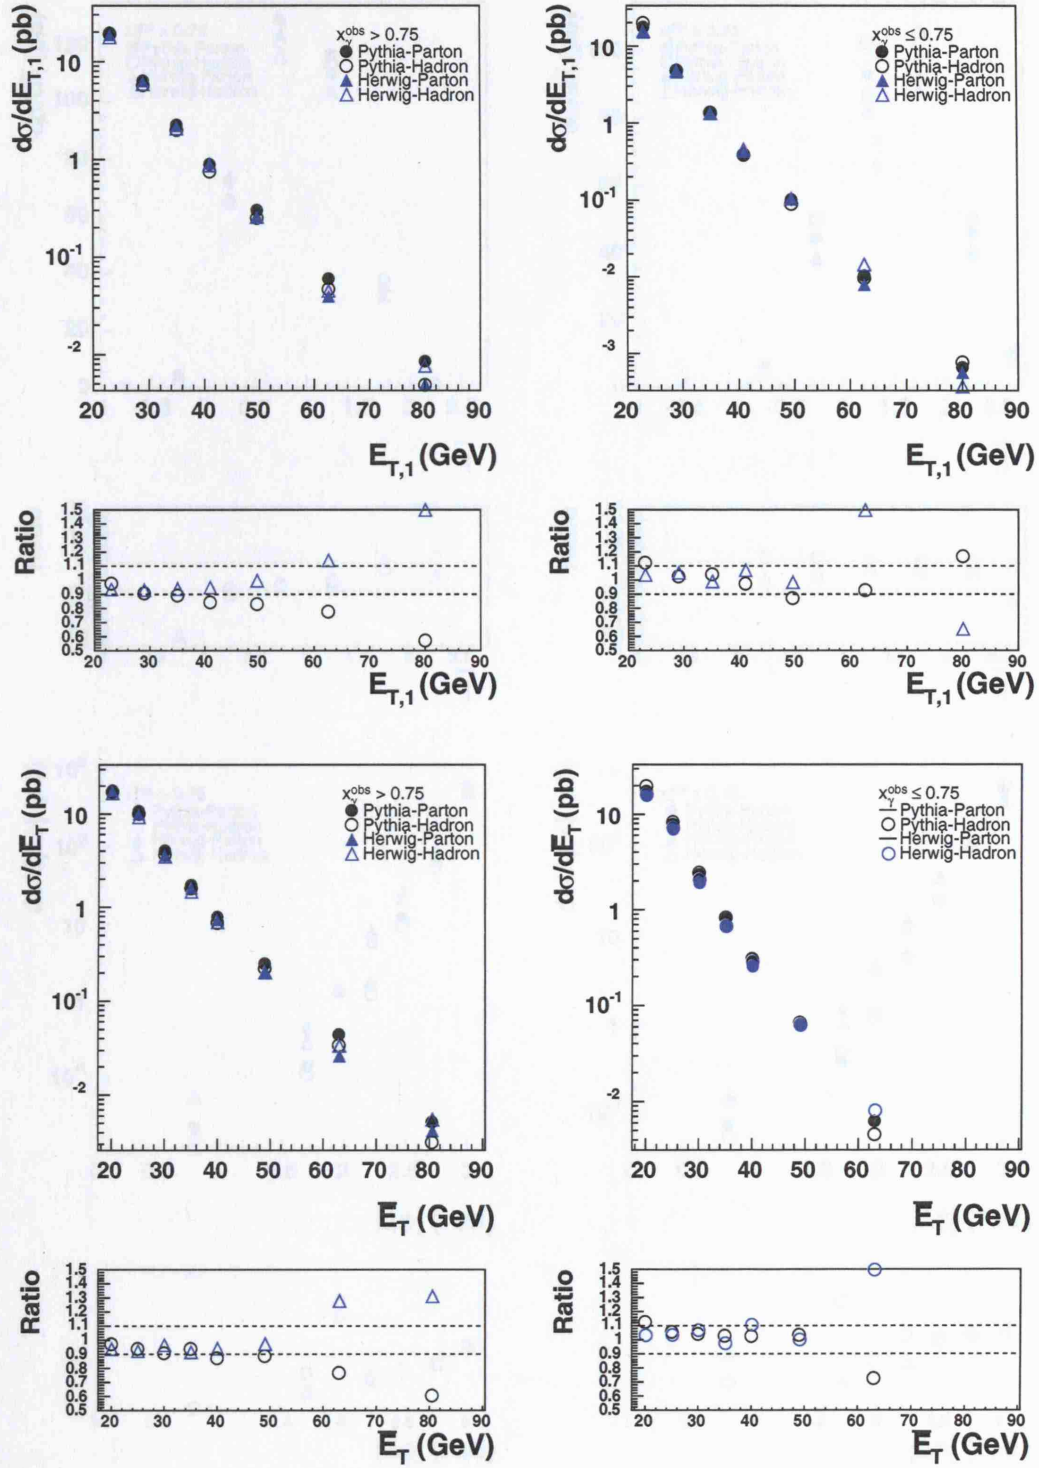 dσ/dE_T,1 (pb)
x_γ^obs > 0.75
Pythia-Parton
Pythia-Hadron
Herwig-Parton
Herwig-Hadron
10
1
10^-1
-2
20 30 40 50 60 70 80 90
E_T,1 (GeV)
Ratio
1.5
1.4
1.3
1.2
1.1
1
0.9
0.8
0.7
0.6
0.5
20 30 40 50 60 70 80 90
E_T,1 (GeV)
dσ/dE_T,1 (pb)
x_γ^obs ≤ 0.75
Pythia-Parton
Pythia-Hadron
Herwig-Parton
Herwig-Hadron
10
1
10^-1
-2
-3
20 30 40 50 60 70 80 90
E_T,1 (GeV)
Ratio
1.5
1.4
1.3
1.2
1.1
1
0.9
0.8
0.7
0.6
0.5
20 30 40 50 60 70 80 90
E_T,1 (GeV)
dσ/dE̅_T (pb)
x_γ^obs > 0.75
Pythia-Parton
Pythia-Hadron
Herwig-Parton
Herwig-Hadron
10
1
10^-1
-2
20 30 40 50 60 70 80 90
E̅_T (GeV)
Ratio
1.5
1.4
1.3
1.2
1.1
1
0.9
0.8
0.7
0.6
0.5
20 30 40 50 60 70 80 90
E̅_T (GeV)
dσ/dE̅_T (pb)
x_γ^obs ≤ 0.75
Pythia-Parton
Pythia-Hadron
Herwig-Parton
Herwig-Hadron
10
1
10^-1
-2
20 30 40 50 60 70 80 90
E̅_T (GeV)
Ratio
1.5
1.4
1.3
1.2
1.1
1
0.9
0.8
0.7
0.6
0.5
20 30 40 50 60 70 80 90
E̅_T (GeV)